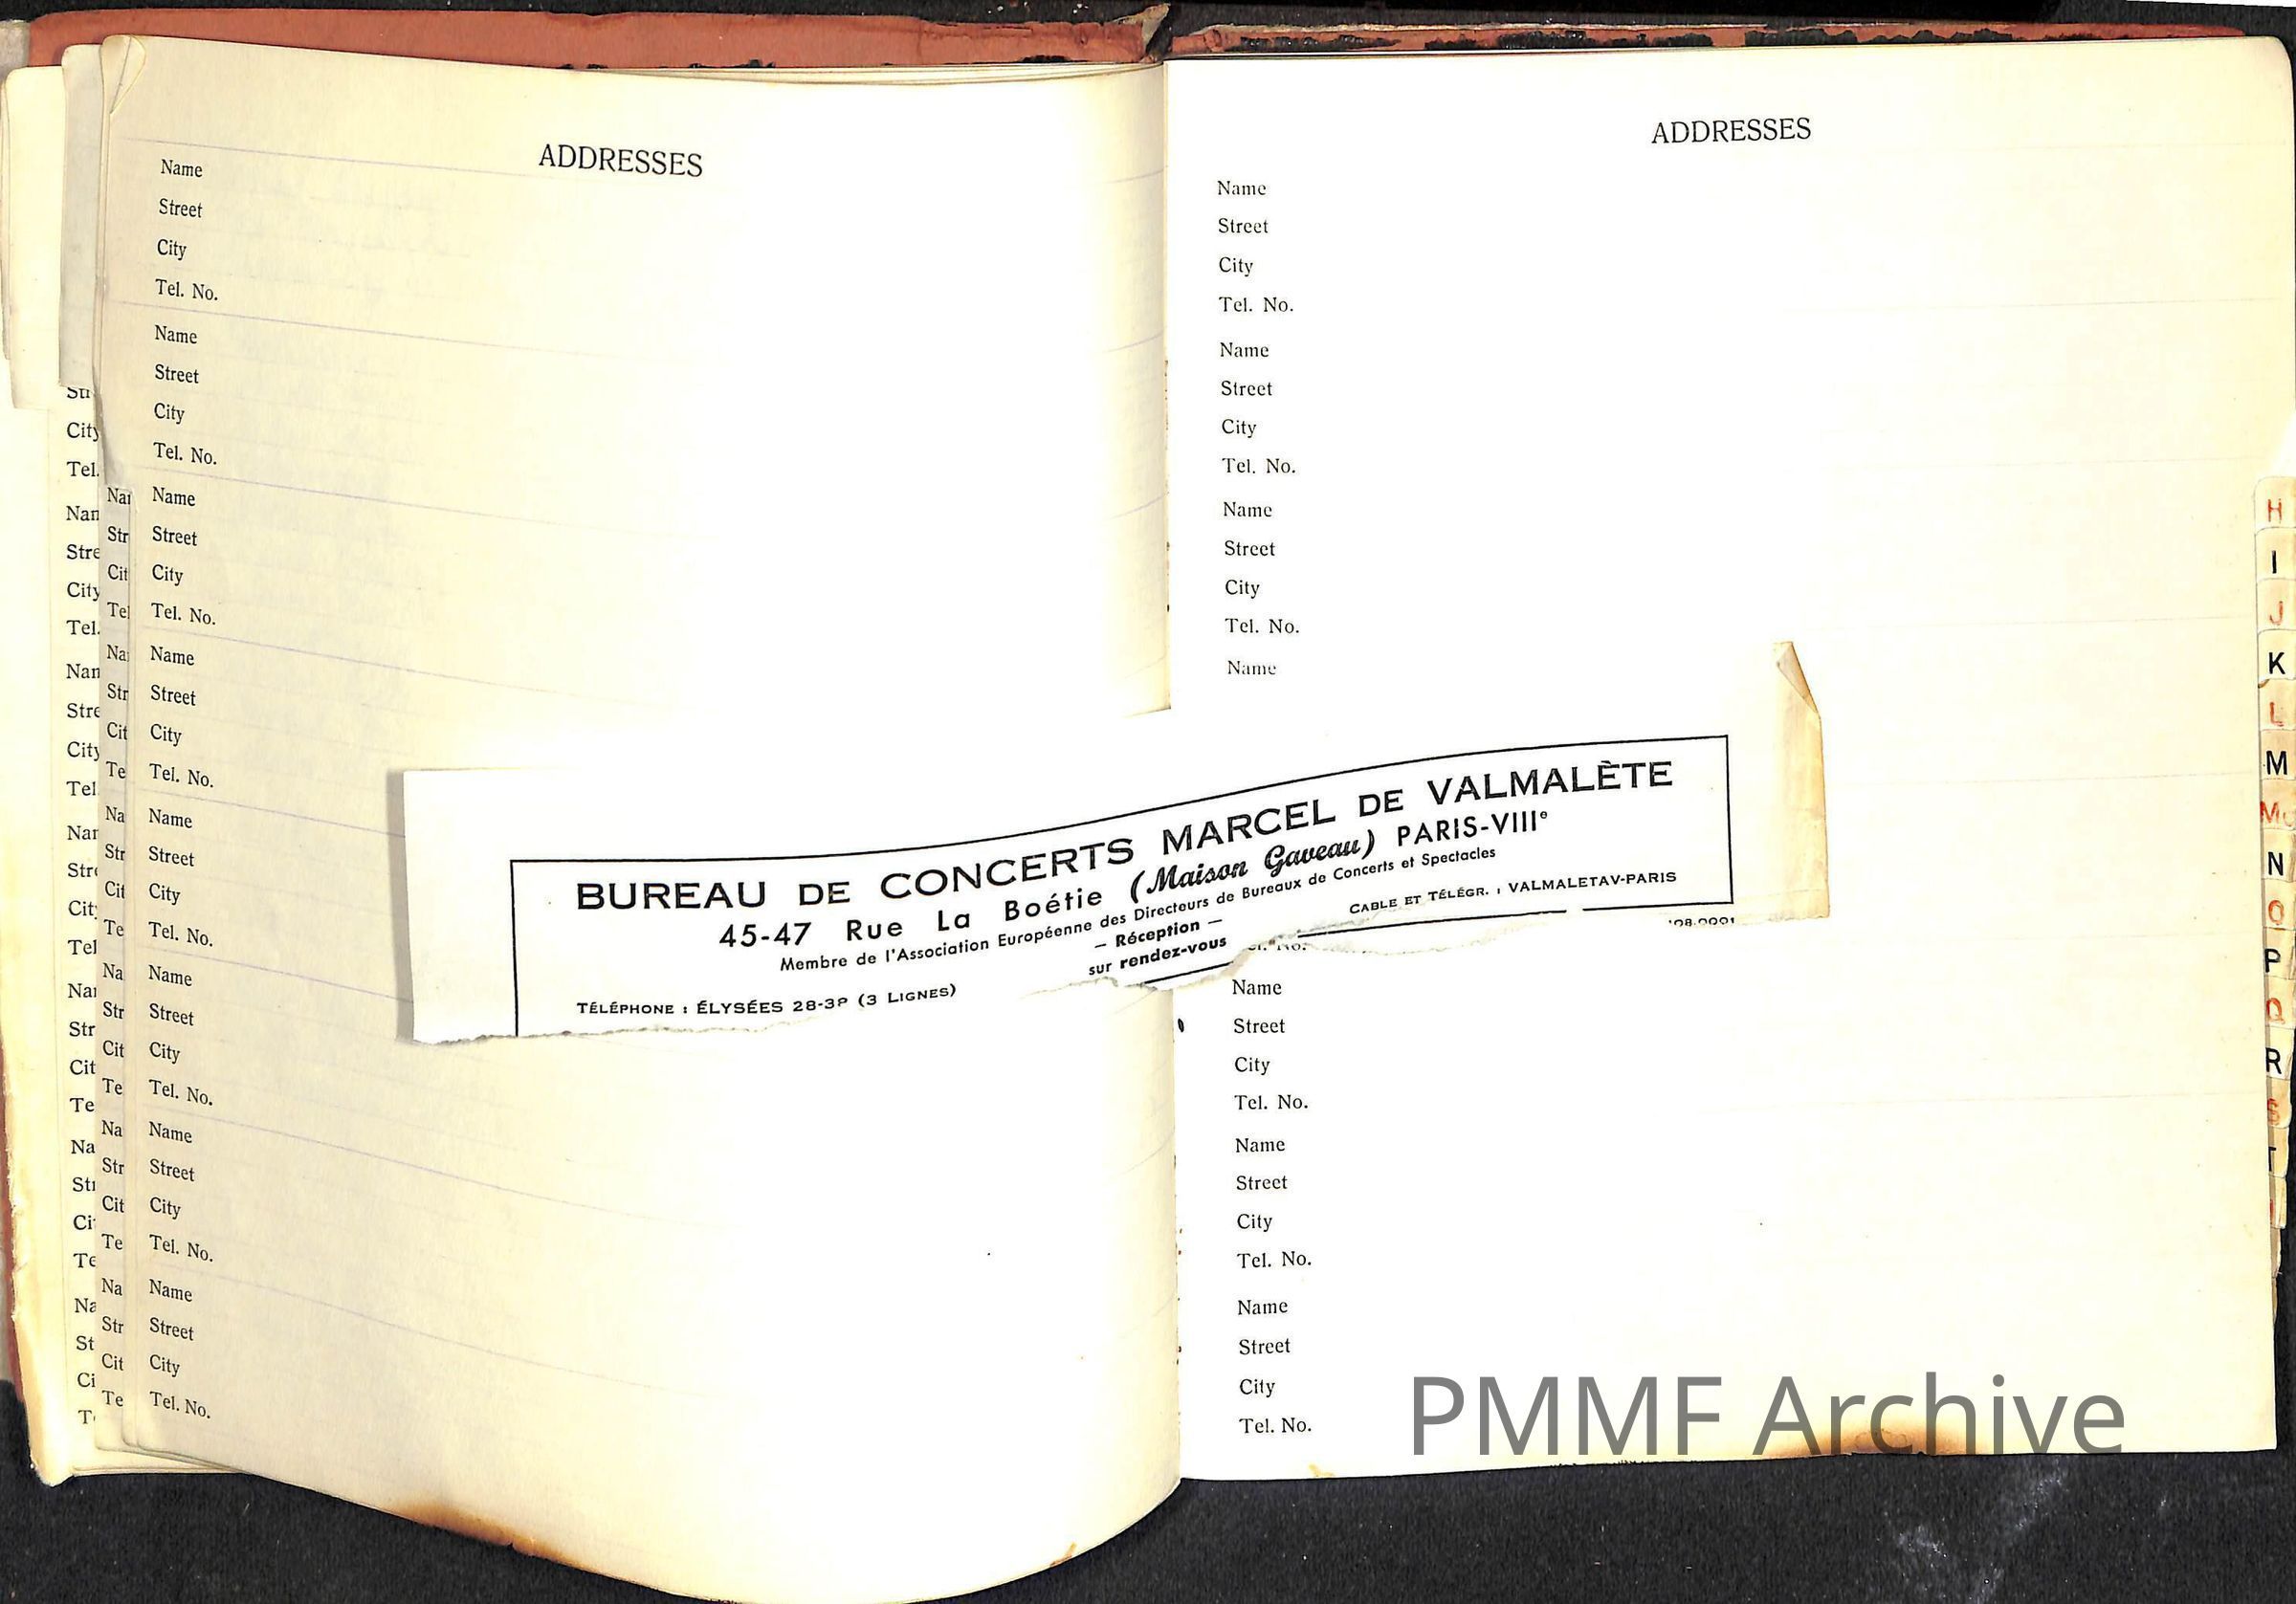 ADDRESSES
Name
Street
City
Tel. No.
Name
Street
City
Tel. No.
Name
Street
City
Tel. No.
Name
Street
City
Tel. No.
Name
Street
City
Tel. No.
Name
Street
City
Tel. No.
Name
Street
City
Tel. No.
Name
Street
City
Tel. No.
ADDRESSES
Name
Street
City
Tel. No.
Name
Street
City
Tel. No.
Name
Street
City
Tel. No.
Name
BUREAU DE CONCERTS MARCEL DE VALMALÈTE
45-47 Rue La Boétie (Maison Gaveau) PARIS-VIIIe
Membre de l'Association Européenne des Directeurs de Bureaux de Concerts et Spectacles
— Réception —
sur rendez-vous
TÉLÉPHONE : ÉLYSÉES (3 LIGNES)
CABLE ET TÉLÉGR. : VALMALETAV-PARIS
Name
Street
City
Tel. No.
Name
Street
City
Tel. No.
Name
Street
City
Tel. No.
H
I
J
K
L
M
Mc
N
O
P
Q
R
S
T
PMMF Archive